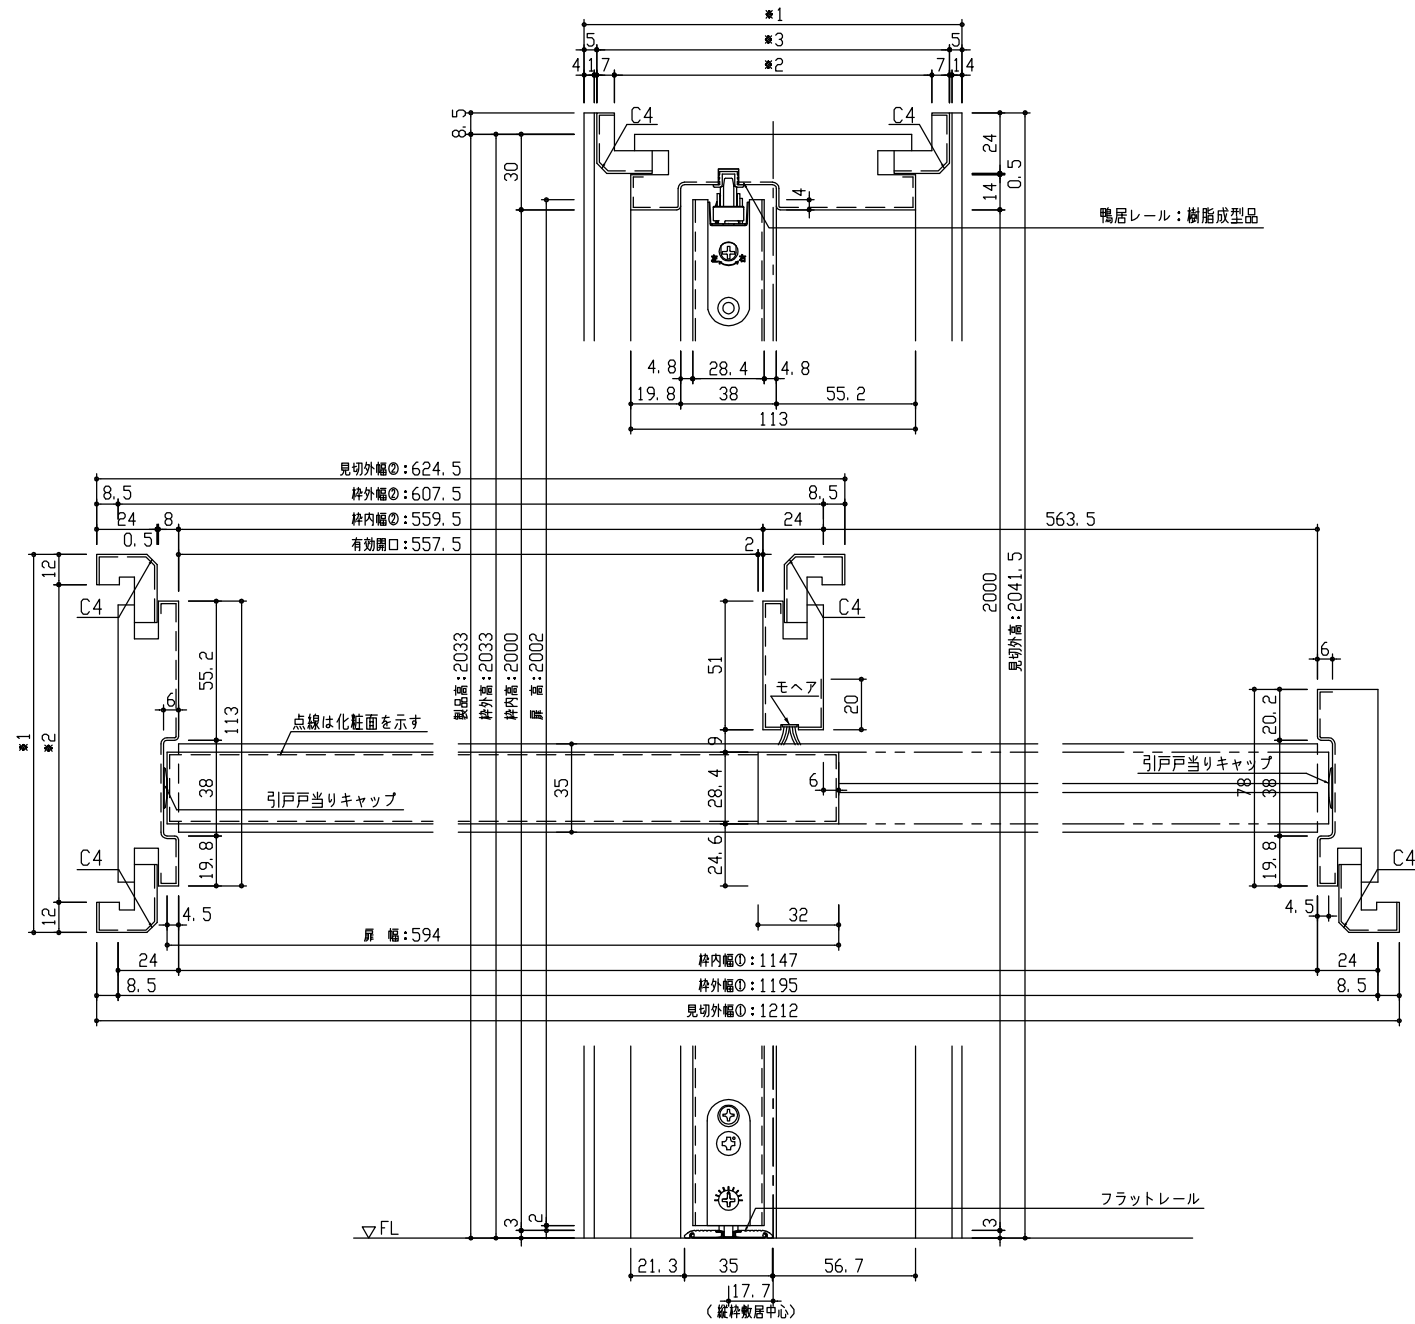 ※1
5 ※3 5
4 1 7 ※2 7 1 4
C4 C4
8.5
30
24
0.5
14
4
鴨居レール：樹脂成型品
左 右
4.8 28.4 4.8
19.8 38 55.2
113
見切外幅②：624.5
8.5 枠外幅②：607.5 8.5
24 8 枠内幅②：559.5 24 563.5
0.5 有効開口：557.5 2
製品高：2033
枠外高：2033
枠内高：2000
扉 高：2002
2000
見切外高：2041.5
12
C4 C4
※1
※2
55.2
113
6
51
モヘア
20
6
20.2
点線は化粧面を示す
引戸戸当りキャップ
38
35
9
28.4
6
引戸戸当りキャップ
78
38
C4
19.8
24.6
19.8
C4
12
4.5
32
4.5
扉 幅：594
24 枠内幅①：1147 24
8.5 枠外幅①：1195 8.5
見切外幅①：1212
フラットレール
▽FL
3
2
3
21.3 35 56.7
17.7
（縦枠敷居中心）